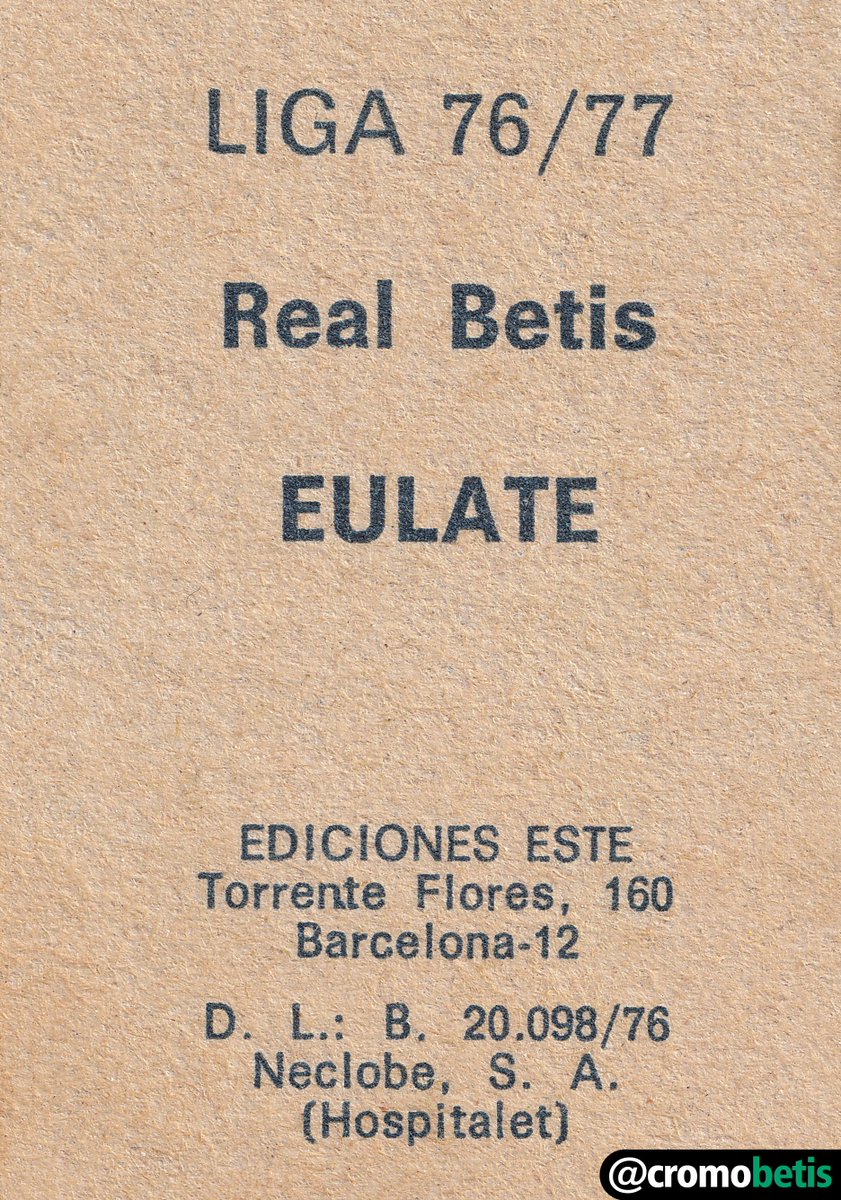 LIGA 76/77
Real Betis
EULATE
EDICIONES ESTE
Torrente Flores, 160
Barcelona-12
D. L.: B. 20.098/76
Neclobe, S. A.
(Hospitalet)
@cromobetis